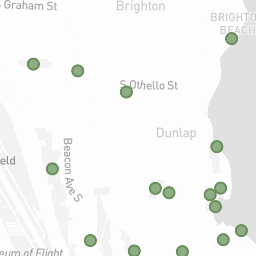 Brighton
Graham St
BRIGHTON
BEACH
S Othello St
Dunlap
Beacon Ave S
eld
eum of Flight